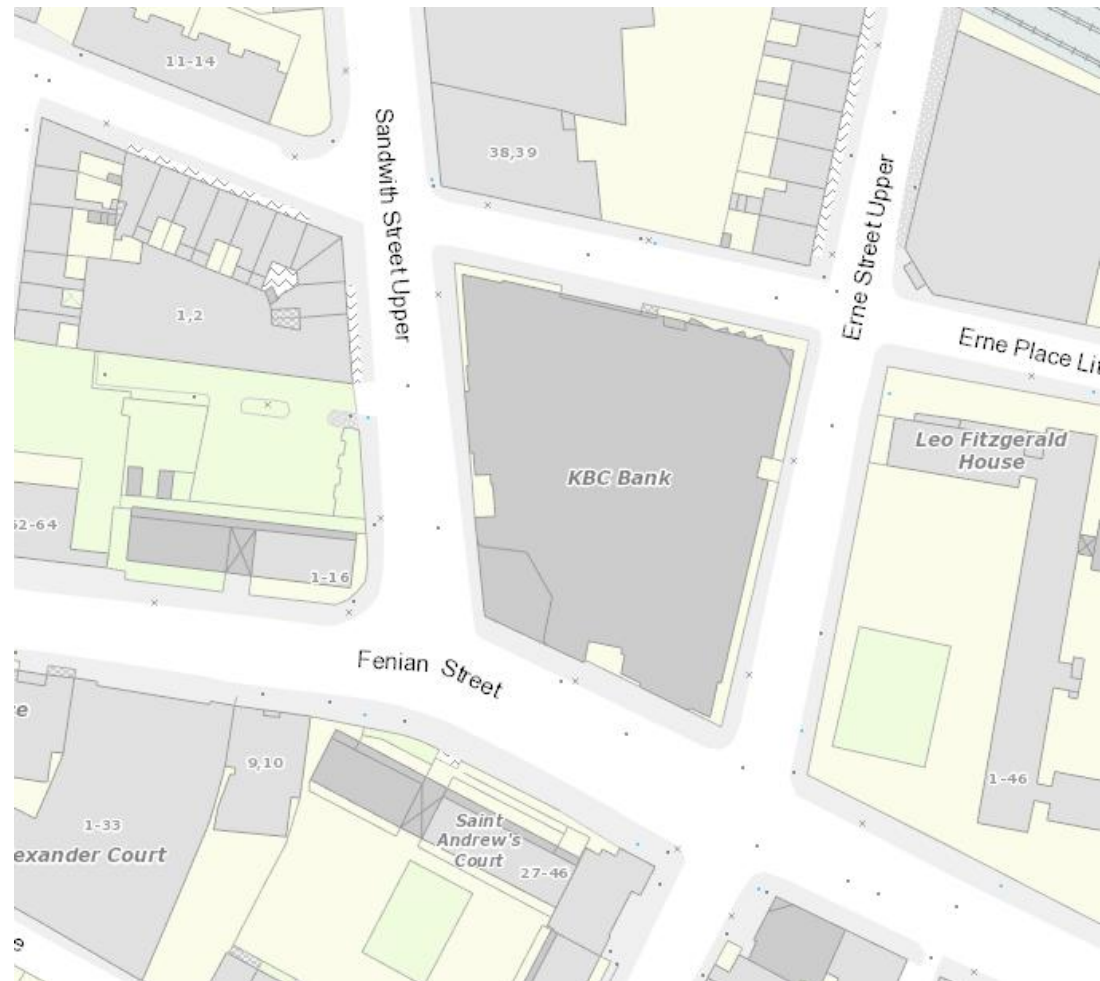 11-14
Sandwith Street Upper
38,39
Erne Street Upper
1,2
Erne Place Lit
Leo Fitzgerald
House
KBC Bank
62-64
1-16
Fenian Street
9,10
1-46
1-33
exander Court
Saint
Andrew's
Court
27-46